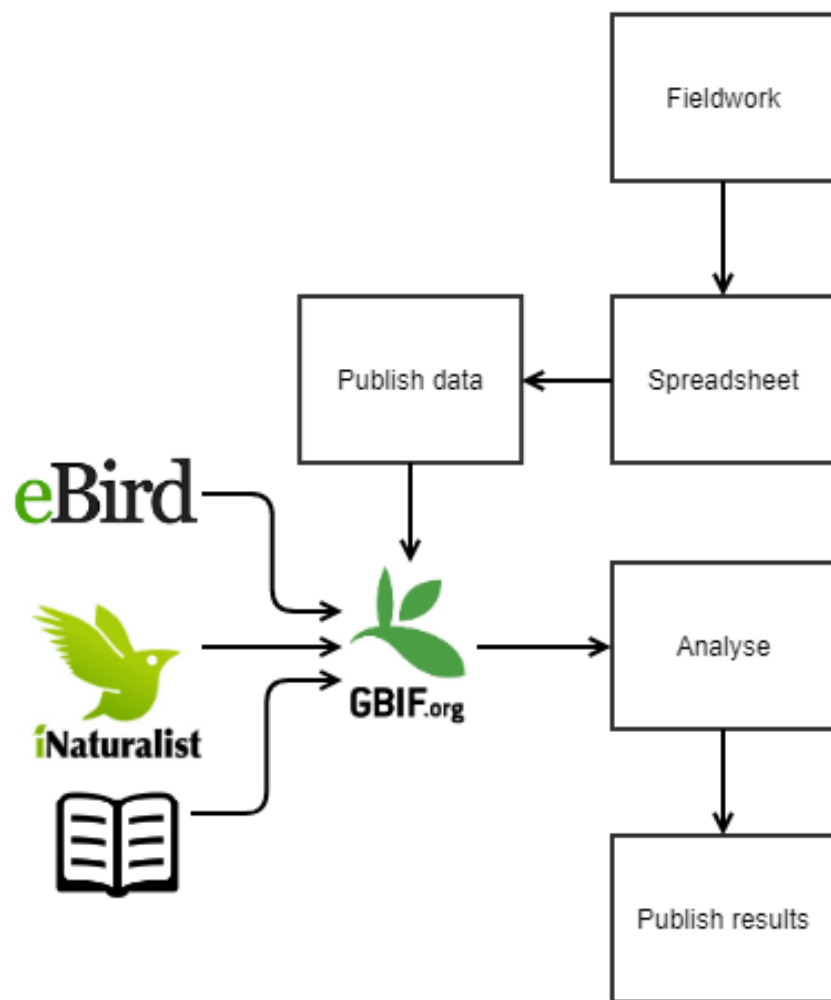 Fieldwork
Publish data
Spreadsheet
eBird
iNaturalist
GBIF.org
Analyse
Publish results